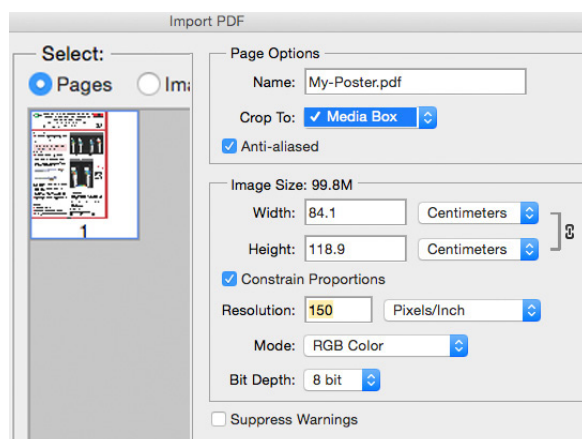 Import PDF
Select:
Pages
Ima
1
Page Options
Name: My-Poster.pdf
Crop To: ✓ Media Box
Anti-aliased
Image Size: 99.8M
Width: 84.1 Centimeters
Height: 118.9 Centimeters
Constrain Proportions
Resolution: 150 Pixels/Inch
Mode: RGB Color
Bit Depth: 8 bit
Suppress Warnings